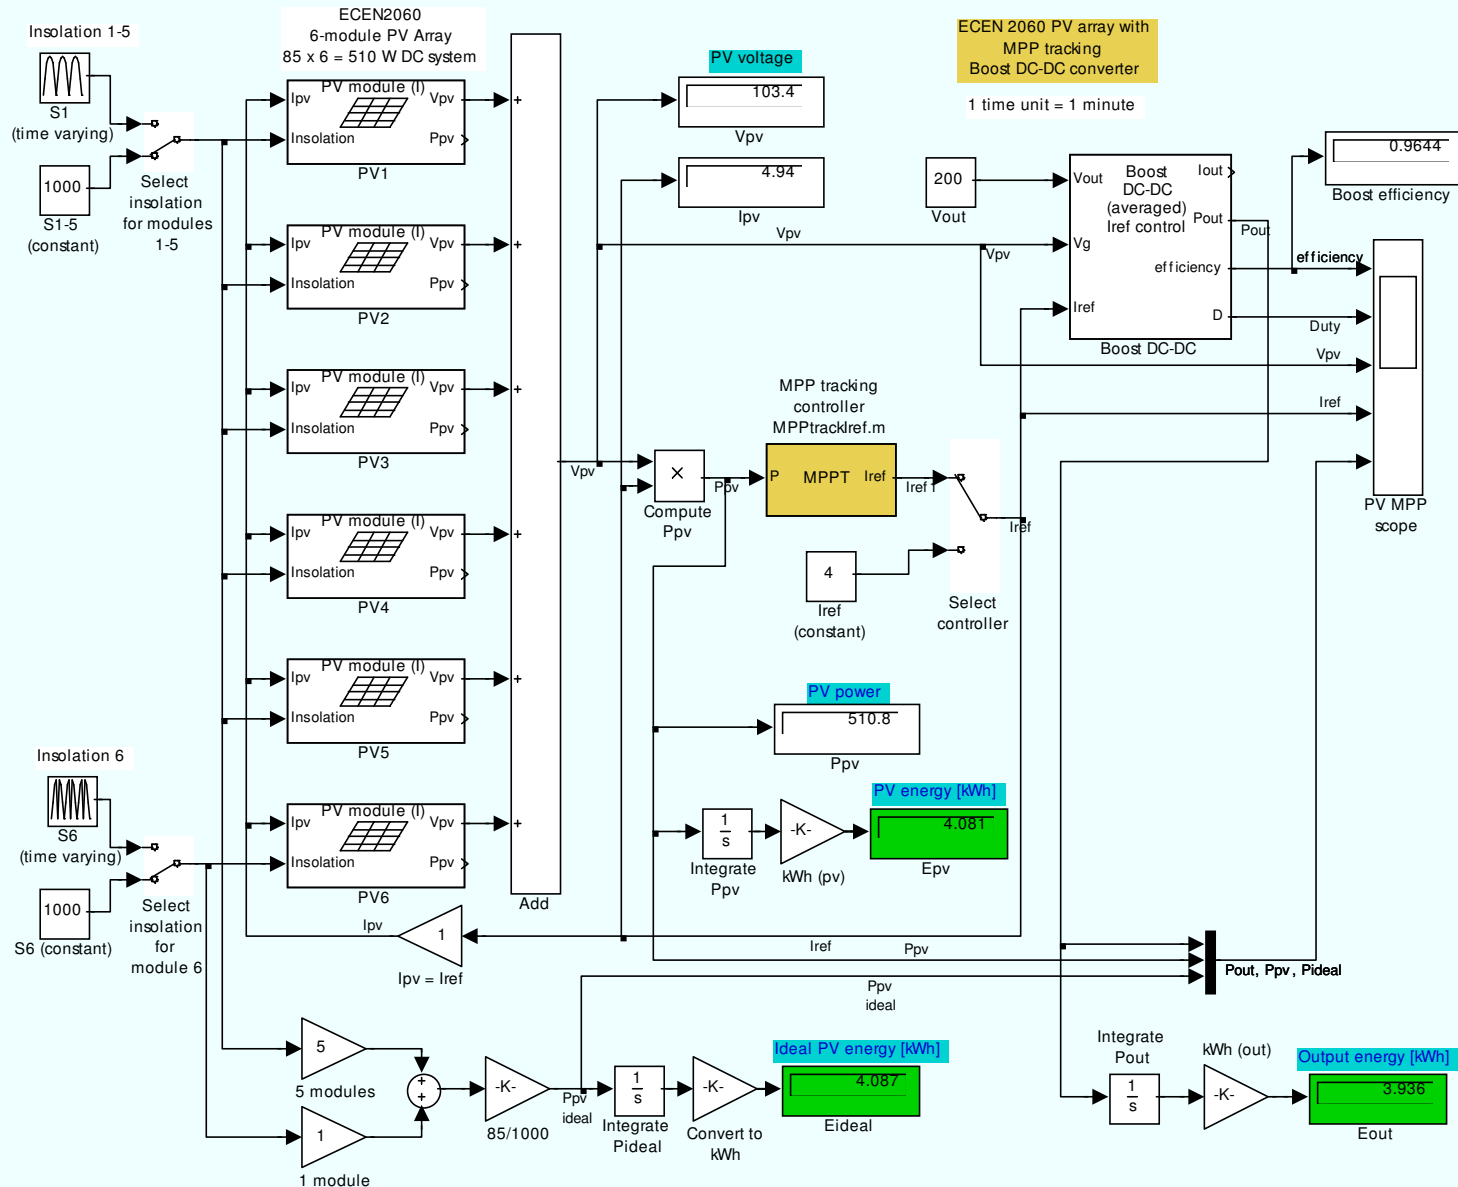 Insolation 1-5
S1
(time varying)
1000
S1-5
(constant)
Select
insolation
for modules
1-5
ECEN2060
6-module PV Array
85 x 6 = 510 W DC system
PV module (I)
Ipv
Vpv
Insolation
Ppv
PV1
PV module (I)
Ipv
Vpv
Insolation
Ppv
PV2
PV module (I)
Ipv
Vpv
Insolation
Ppv
PV3
PV module (I)
Ipv
Vpv
Insolation
Ppv
PV4
PV module (I)
Ipv
Vpv
Insolation
Ppv
PV5
PV module (I)
Ipv
Vpv
Insolation
Ppv
PV6
+
+
+
+
+
+
Add
Insolation 6
S6
(time varying)
1000
S6 (constant)
Select
insolation
for
module 6
Ipv
1
Ipv = Iref
PV voltage
103.4
Vpv
4.94
Ipv
Vpv
Vpv
Vpv
ECEN 2060 PV array with
MPP tracking
Boost DC-DC converter
1 time unit = 1 minute
200
Vout
Boost
DC-DC
(averaged)
Iref control
Vout
Vg
Iref
Iout
Pout
efficiency
D
Boost DC-DC
Pout
0.9644
Boost efficiency
efficiency
Duty
Vpv
Iref
PV MPP
scope
×
Compute
Ppv
Ppv
MPP tracking
controller
MPPtrackIref.m
P
MPPT
Iref
Iref 1
4
Iref
(constant)
Select
controller
Iref
PV power
510.8
Ppv
PV energy [kWh]
1
s
Integrate
Ppv
-K-
kWh (pv)
4.081
Epv
Iref
Ppv
Ppv
ideal
Pout, Ppv, Pideal
5
5 modules
1
1 module
+
+
-K-
85/1000
Ppv
ideal
1
s
Integrate
Pideal
-K-
Convert to
kWh
Ideal PV energy [kWh]
4.087
Eideal
Integrate
Pout
1
s
kWh (out)
-K-
Output energy [kWh]
3.936
Eout